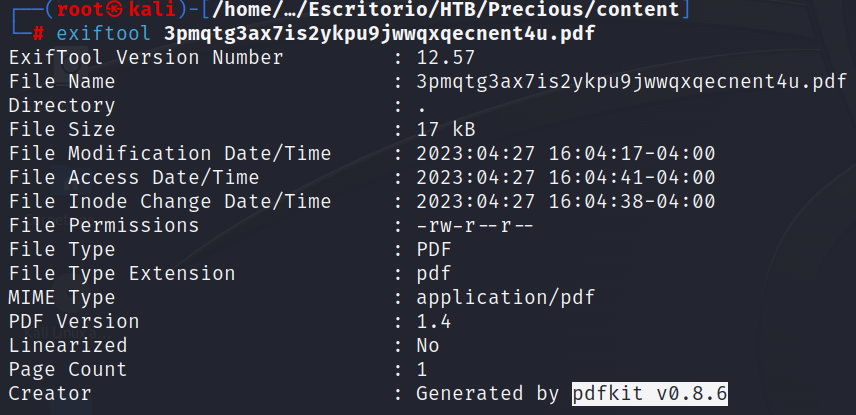 ┌──(root㉿kali)-[/home/…/Escritorio/HTB/Precious/content]
└─# exiftool 3pmqtg3ax7is2ykpu9jwwqxqecnent4u.pdf
ExifTool Version Number         : 12.57
File Name                       : 3pmqtg3ax7is2ykpu9jwwqxqecnent4u.pdf
Directory                       : .
File Size                       : 17 kB
File Modification Date/Time     : 2023:04:27 16:04:17-04:00
File Access Date/Time           : 2023:04:27 16:04:41-04:00
File Inode Change Date/Time     : 2023:04:27 16:04:38-04:00
File Permissions                : -rw-r--r--
File Type                       : PDF
File Type Extension             : pdf
MIME Type                       : application/pdf
PDF Version                     : 1.4
Linearized                      : No
Page Count                      : 1
Creator                         : Generated by pdfkit v0.8.6